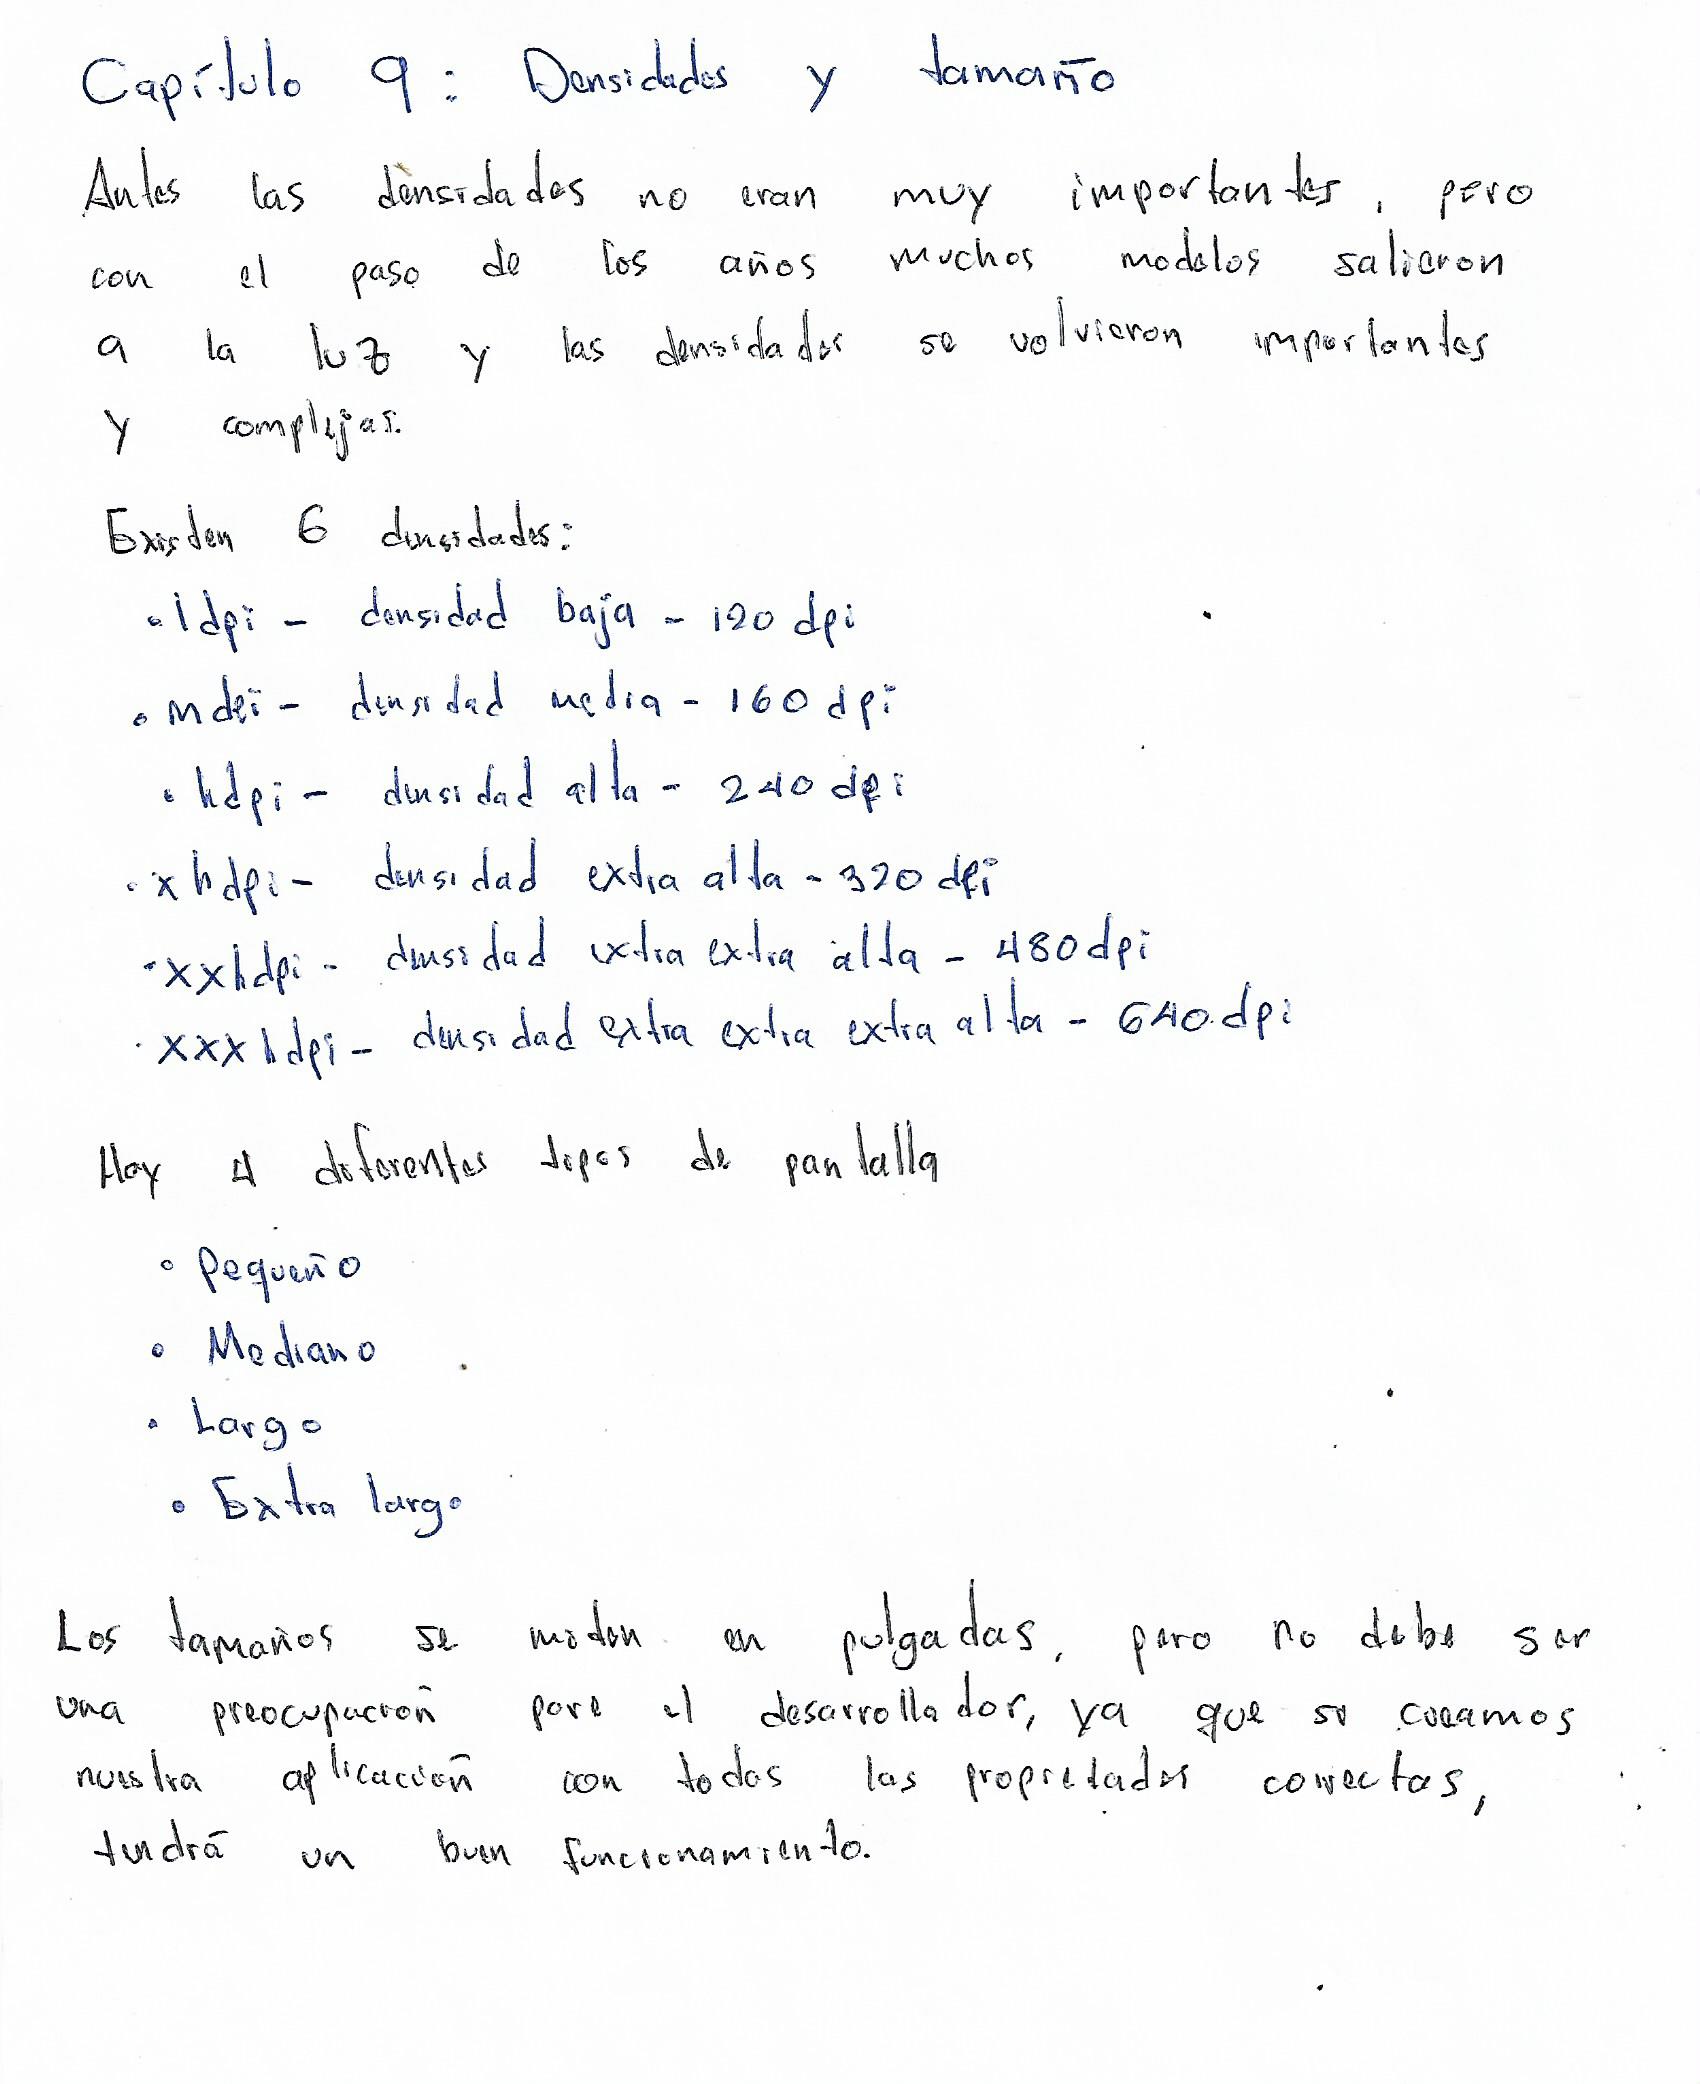 Capítulo 9: Densidades y tamaño
Antes las densidades no eran muy importantes, pero
con el paso de los años muchos modelos salieron
a la luz y las densidades se volvieron importantes
y complejas.
Existen 6 densidades:
• ldpi - densidad baja - 120 dpi
• mdpi - densidad media - 160 dpi
• hdpi - densidad alta - 240 dpi
• xhdpi - densidad extra alta - 320 dpi
• xxhdpi - densidad extra extra alta - 480 dpi
• xxxhdpi - densidad extra extra extra alta - 640 dpi
Hay 4 diferentes tipos de pantalla
• Pequeño
• Mediano
• Largo
• Extra largo
Los tamaños se miden en pulgadas, pero no debe ser
una preocupación para el desarrollador, ya que si creamos
nuestra aplicación con todas las propiedades correctas,
tendrá un buen funcionamiento.